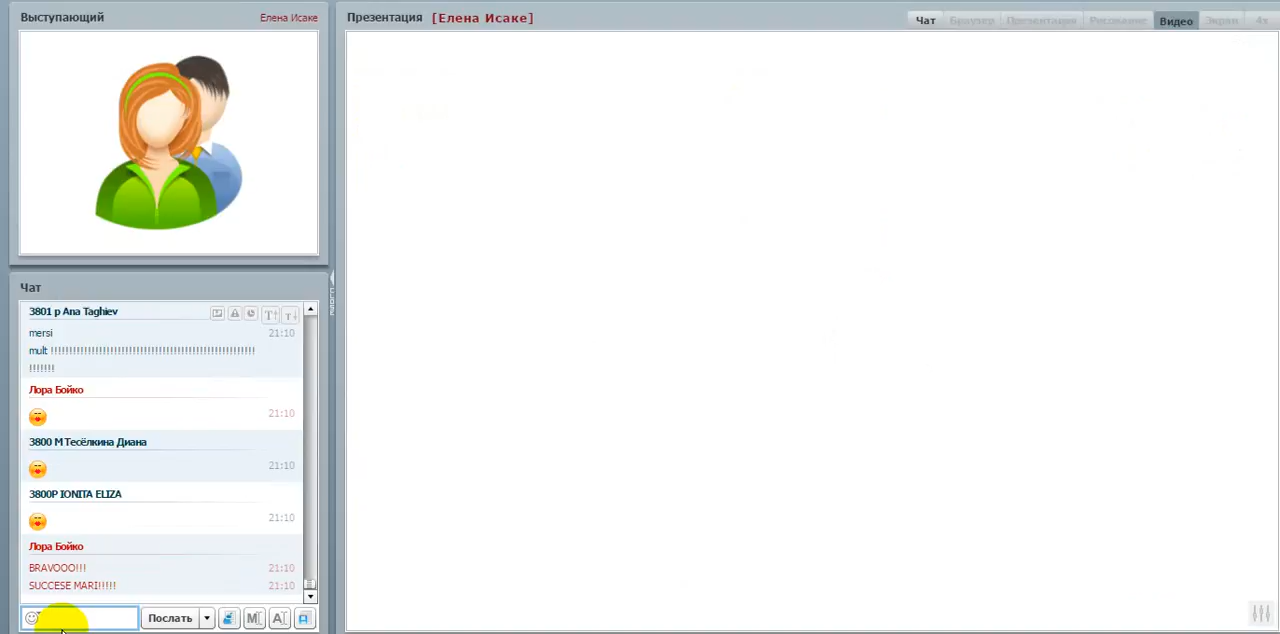 Выступающий
Елена Исаке
Презентация [Елена Исаке]
Чат
Браузер
Презентация
Рисование
Видео
Экран
4x
Чат
3801 p Ana Taghiev
mersi
21:10
mult !!!!!!!!!!!!!!!!!!!!!!!!!!!!!!!!!!!!!!!!!!!!!!!!!!!!!!!
!!!!!!!
Лора Бойко
21:10
3800 M Тесёлкина Диана
21:10
3800P IONITA ELIZA
21:10
Лора Бойко
BRAVOOO!!!
21:10
SUCCESE MARI!!!!!
21:10
Послать